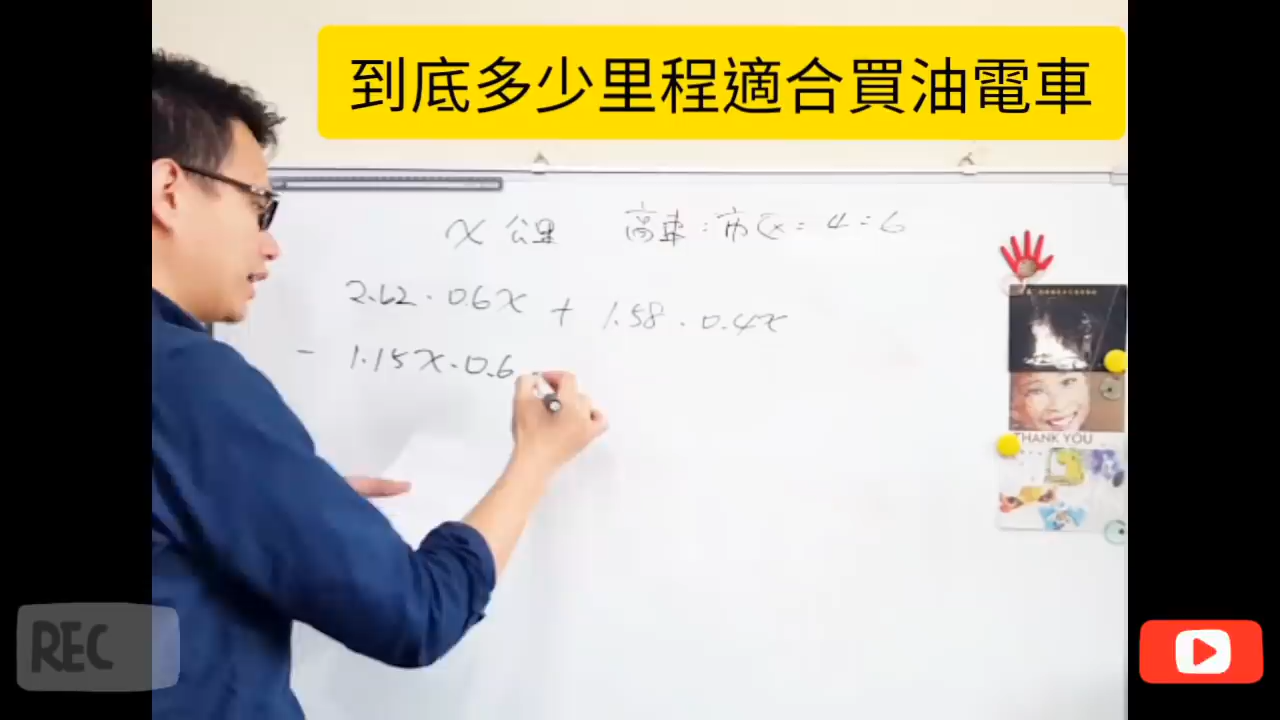 到底多少里程適合買油電車
x 公里 高速:市区=4:6
2.62・0.6x + 1.58・0.4x
- 1.15x・0.6
THANK YOU
REC